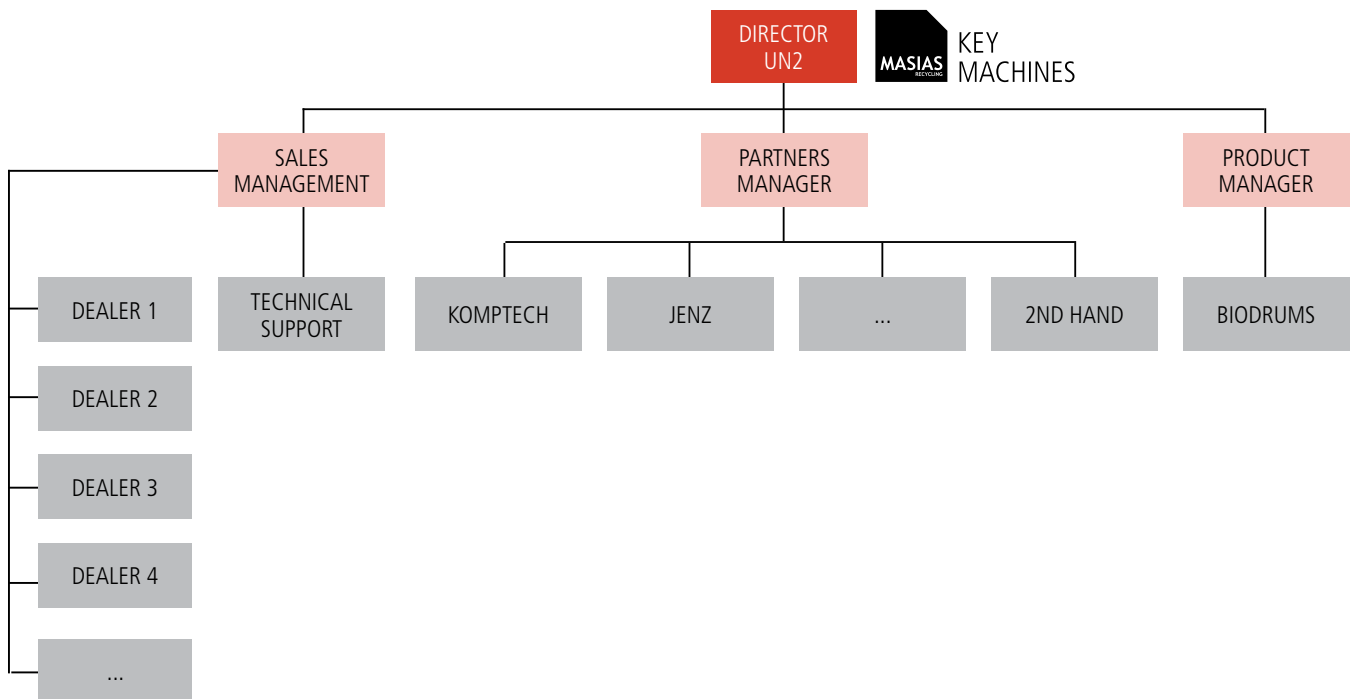 DIRECTOR
UN2
MASIAS
RECYCLING
KEY
MACHINES
SALES
MANAGEMENT
PARTNERS
MANAGER
PRODUCT
MANAGER
DEALER 1
TECHNICAL
SUPPORT
KOMPTECH
JENZ
...
2ND HAND
BIODRUMS
DEALER 2
DEALER 3
DEALER 4
...